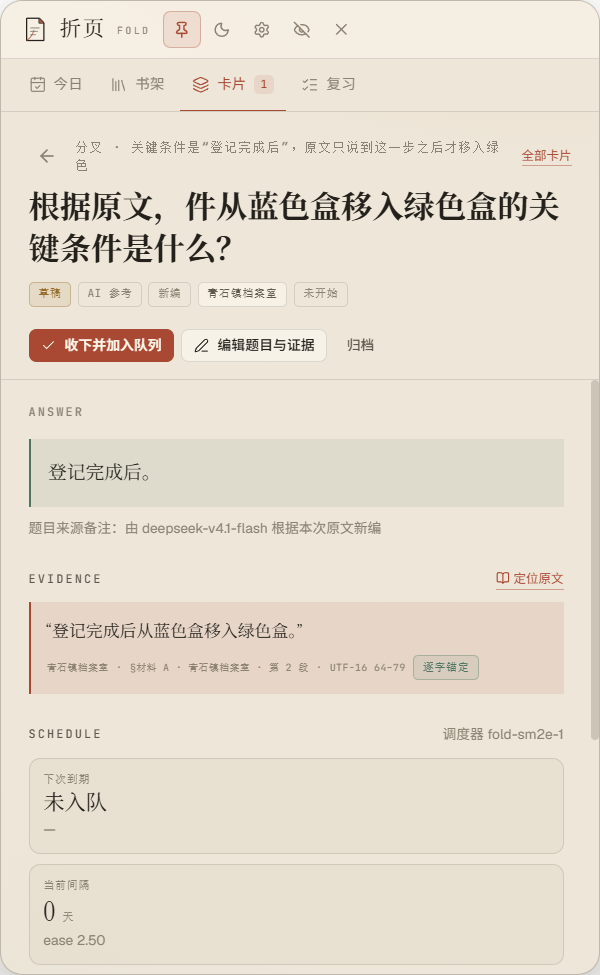 折页 FOLD
今日 书架 卡片 1 复习
分叉 · 关键条件是“登记完成后”，原文只说到这一步之后才移入绿
色
全部卡片
根据原文，件从蓝色盒移入绿色盒的关
键条件是什么？
草稿 AI 参考 新编 青石镇档案室 未开始
收下并加入队列 编辑题目与证据 归档
ANSWER
登记完成后。
题目来源备注：由 deepseek-v4.1-flash 根据本次原文新编
EVIDENCE 定位原文
“登记完成后从蓝色盒移入绿色盒。”
青石镇档案室 · §材料 A · 青石镇档案室 · 第 2 段 · UTF-16 64–79 逐字锚定
SCHEDULE 调度器 fold-sm2e-1
下次到期
未入队
—
当前间隔
0 天
ease 2.50